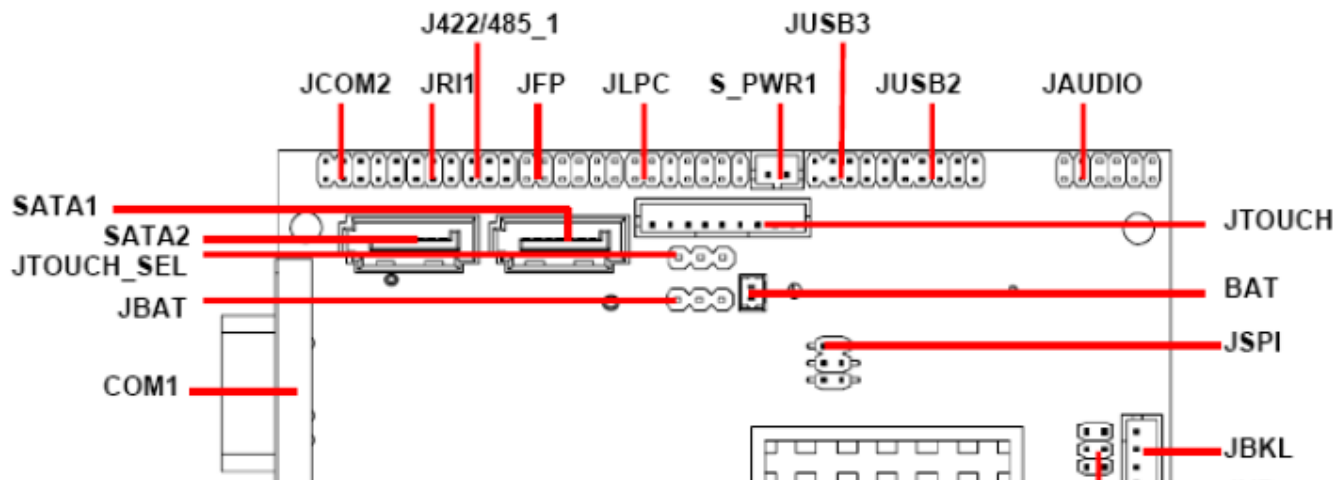 J422/485_1
JUSB3
JCOM2
JRI1
JFP
JLPC
S_PWR1
JUSB2
JAUDIO
SATA1
JTOUCH
SATA2
JTOUCH_SEL
BAT
JBAT
JSPI
COM1
JBKL